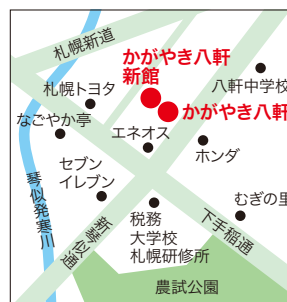 札幌新道
かがやき八軒
新館
八軒中学校
札幌トヨタ
かがやき八軒
なごやか亭
エネオス
ホンダ
セブン
イレブン
琴似発寒川
新琴似通
税務
大学校
札幌研修所
むぎの里
下手稲通
農試公園